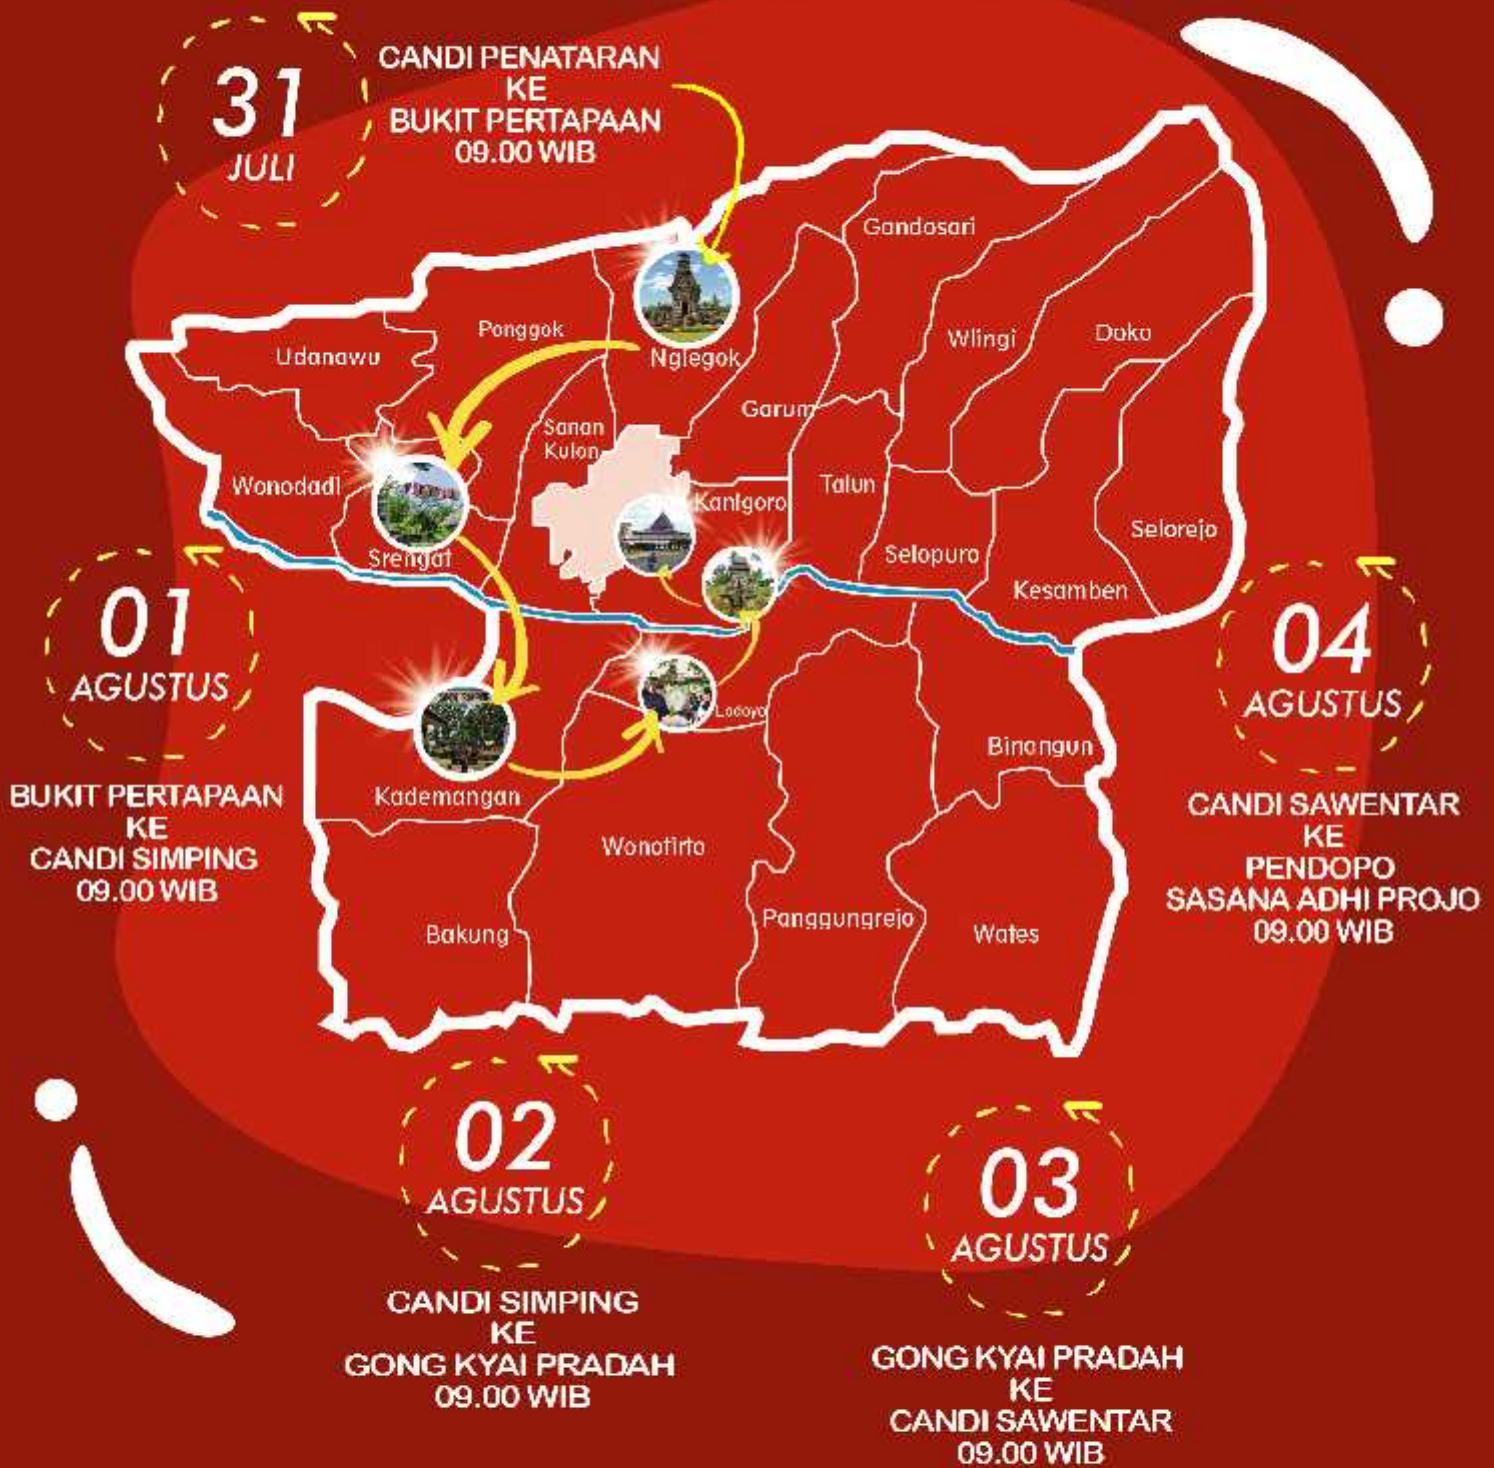 31
JULI
CANDI PENATARAN
KE
BUKIT PERTAPAAN
09.00 WIB
Gandosari
Ponggok
Udanawu
Nglegok
Wlingi
Doko
Garum
Sanan
Kulon
Wonodadi
Kanigoro
Talun
Srengat
Selopuro
Selorejo
Kesamben
01
AGUSTUS
BUKIT PERTAPAAN
KE
CANDI SIMPING
09.00 WIB
04
AGUSTUS
CANDI SAWENTAR
KE
PENDOPO
SASANA ADHI PROJO
09.00 WIB
Lodoyo
Binangun
Kademangan
Wonotirto
Bakung
Panggungrejo
Wates
02
AGUSTUS
CANDI SIMPING
KE
GONG KYAI PRADAH
09.00 WIB
03
AGUSTUS
GONG KYAI PRADAH
KE
CANDI SAWENTAR
09.00 WIB